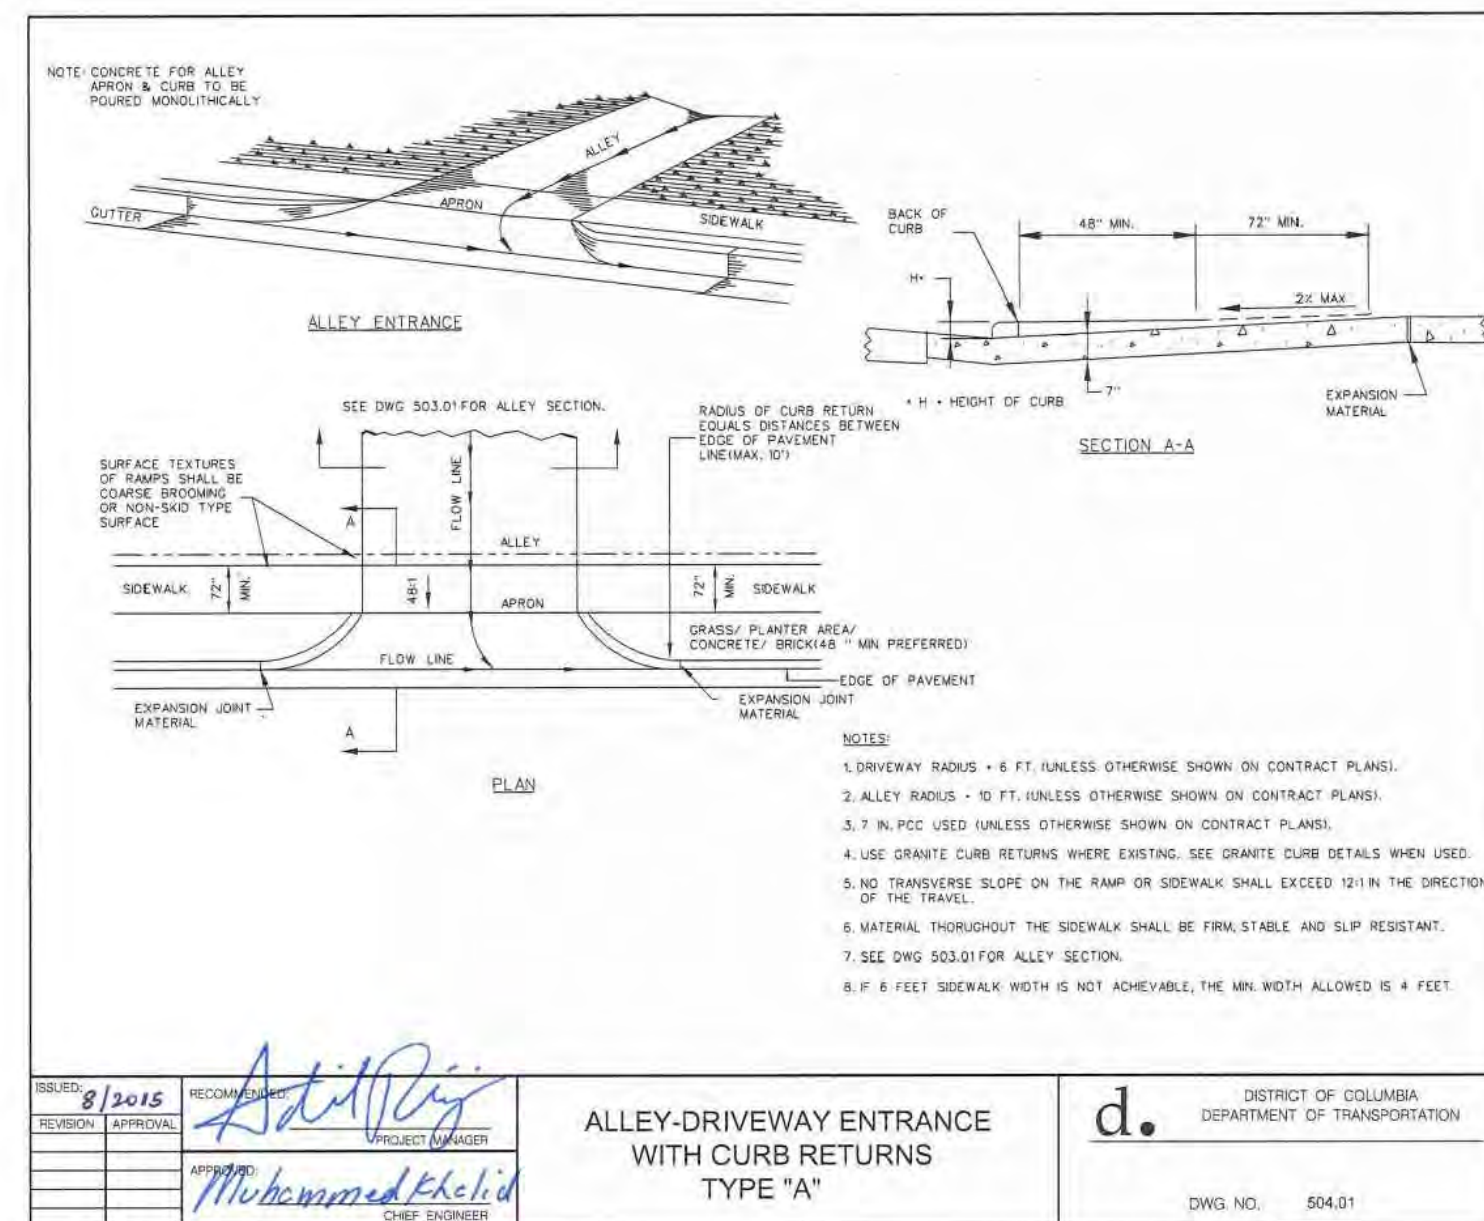 NOTE: CONCRETE FOR ALLEY
APRON & CURB TO BE
POURED MONOLITHICALLY
ALLEY
APRON
GUTTER
SIDEWALK
ALLEY ENTRANCE
BACK OF
CURB
48" MIN.
72" MIN.
H*
2% MAX
7"
* H = HEIGHT OF CURB
EXPANSION
MATERIAL
SECTION A-A
SEE DWG 503.01 FOR ALLEY SECTION.
RADIUS OF CURB RETURN
EQUALS DISTANCES BETWEEN
EDGE OF PAVEMENT
LINE(MAX. 10')
SURFACE TEXTURES
OF RAMPS SHALL BE
COARSE BROOMING
OR NON-SKID TYPE
SURFACE
A
FLOW LINE
ALLEY
SIDEWALK
72"
MIN.
48:1
APRON
72"
MIN.
SIDEWALK
GRASS/ PLANTER AREA/
CONCRETE/ BRICK(48 " MIN PREFERRED)
FLOW LINE
EDGE OF PAVEMENT
EXPANSION JOINT
MATERIAL
EXPANSION JOINT
MATERIAL
A
PLAN
NOTES:
1. DRIVEWAY RADIUS = 6 FT. (UNLESS OTHERWISE SHOWN ON CONTRACT PLANS).
2. ALLEY RADIUS = 10 FT. (UNLESS OTHERWISE SHOWN ON CONTRACT PLANS).
3. 7 IN. PCC USED (UNLESS OTHERWISE SHOWN ON CONTRACT PLANS).
4. USE GRANITE CURB RETURNS WHERE EXISTING. SEE GRANITE CURB DETAILS WHEN USED.
5. NO TRANSVERSE SLOPE ON THE RAMP OR SIDEWALK SHALL EXCEED 12:1 IN THE DIRECTION
OF THE TRAVEL.
6. MATERIAL THORUGHOUT THE SIDEWALK SHALL BE FIRM, STABLE AND SLIP RESISTANT.
7. SEE DWG 503.01 FOR ALLEY SECTION.
8. IF 6 FEET SIDEWALK WIDTH IS NOT ACHIEVABLE, THE MIN. WIDTH ALLOWED IS 4 FEET.
ISSUED: 8/2015
REVISION APPROVAL
RECOMMENDED:
PROJECT MANAGER
APPROVED:
Muhammed Khalid
CHIEF ENGINEER
ALLEY-DRIVEWAY ENTRANCE
WITH CURB RETURNS
TYPE "A"
d.
DISTRICT OF COLUMBIA
DEPARTMENT OF TRANSPORTATION
DWG. NO. 504.01